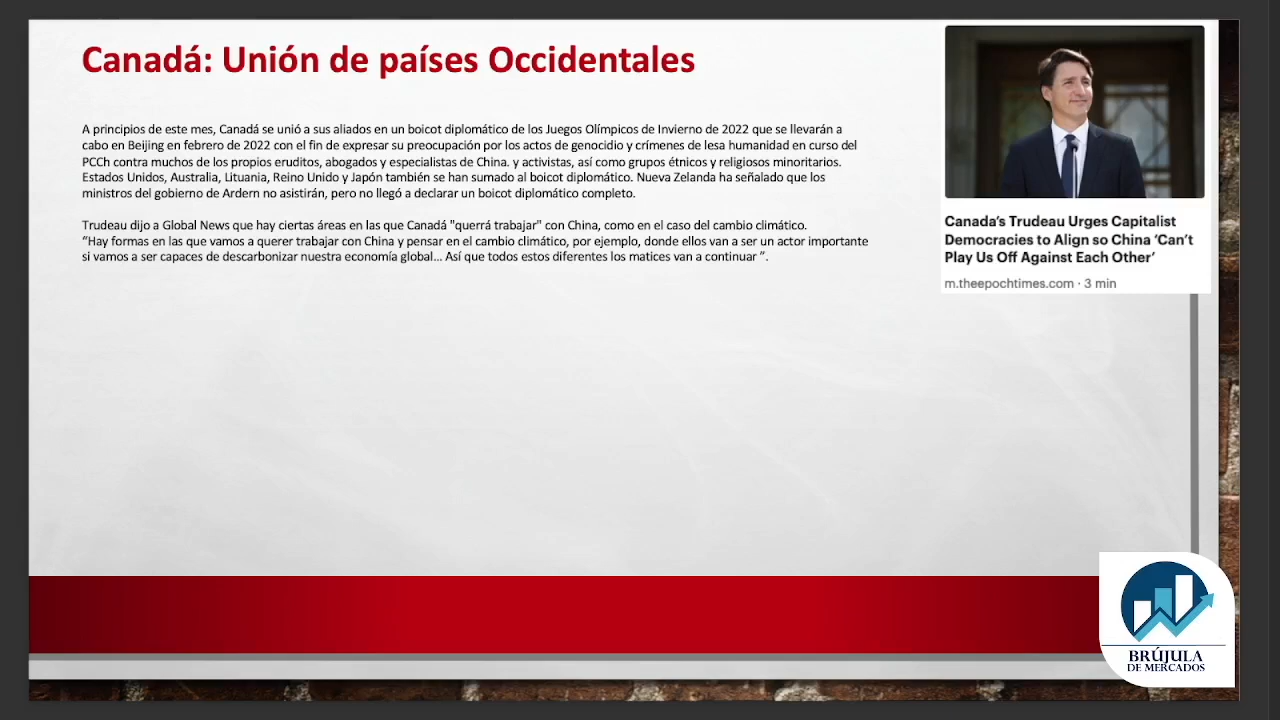 Canadá: Unión de países Occidentales
A principios de este mes, Canadá se unió a sus aliados en un boicot diplomático de los Juegos Olímpicos de Invierno de 2022 que se llevarán a
cabo en Beijing en febrero de 2022 con el fin de expresar su preocupación por los actos de genocidio y crímenes de lesa humanidad en curso del
PCCh contra muchos de los propios eruditos, abogados y especialistas de China. y activistas, así como grupos étnicos y religiosos minoritarios.
Estados Unidos, Australia, Lituania, Reino Unido y Japón también se han sumado al boicot diplomático. Nueva Zelanda ha señalado que los
ministros del gobierno de Ardern no asistirán, pero no llegó a declarar un boicot diplomático completo.
Trudeau dijo a Global News que hay ciertas áreas en las que Canadá "querrá trabajar" con China, como en el caso del cambio climático.
“Hay formas en las que vamos a querer trabajar con China y pensar en el cambio climático, por ejemplo, donde ellos van a ser un actor importante
si vamos a ser capaces de descarbonizar nuestra economía global... Así que todos estos diferentes los matices van a continuar ”.
Canada’s Trudeau Urges Capitalist
Democracies to Align so China ‘Can’t
Play Us Off Against Each Other’
m.theepochtimes.com · 3 min
BRÚJULA
DE MERCADOS